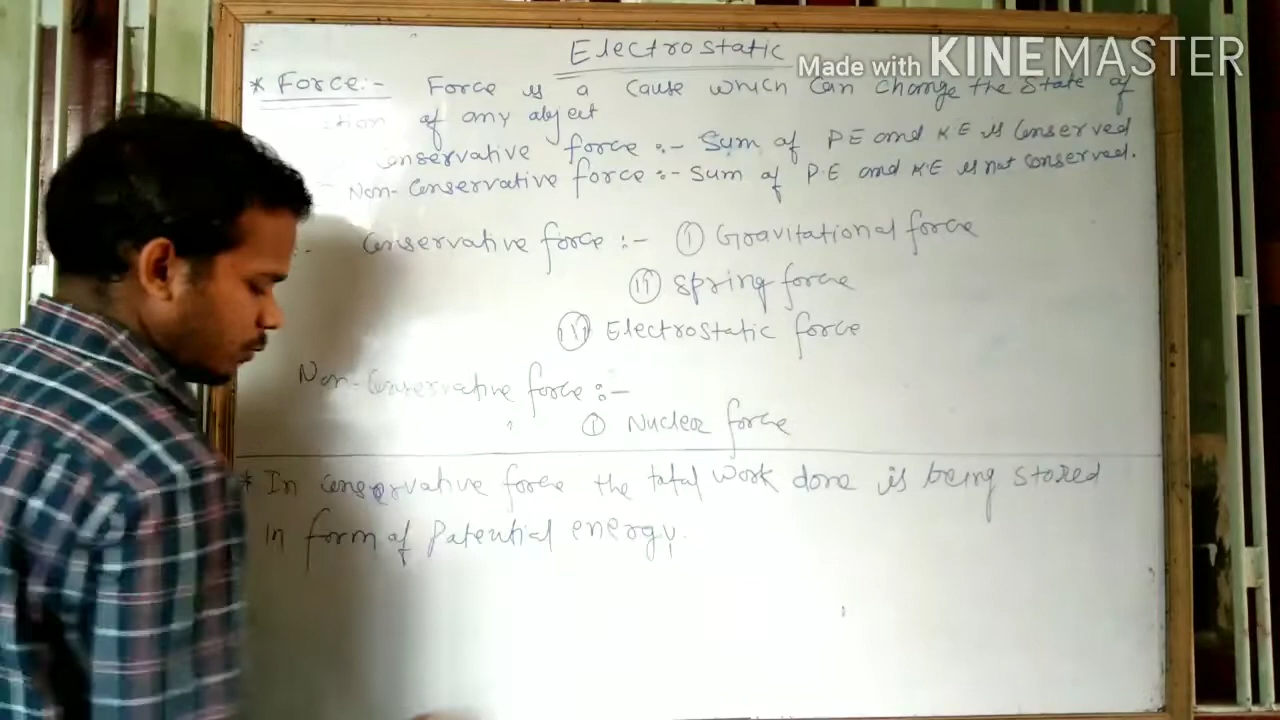 Electrostatic
Made with KINEMASTER
* Force:- Force is a cause which can change the state of
of any object
Conservative force :- Sum of PE and KE is Conserved
Non-Conservative force :- Sum of P.E and K.E is not conserved.
Conservative force :- (i) Gravitational force
(ii) Spring force
(iii) Electrostatic force
Non-Conservative force :-
(i) Nuclear force
* In conservative force the total work done is being stored
in form of Potential energy.